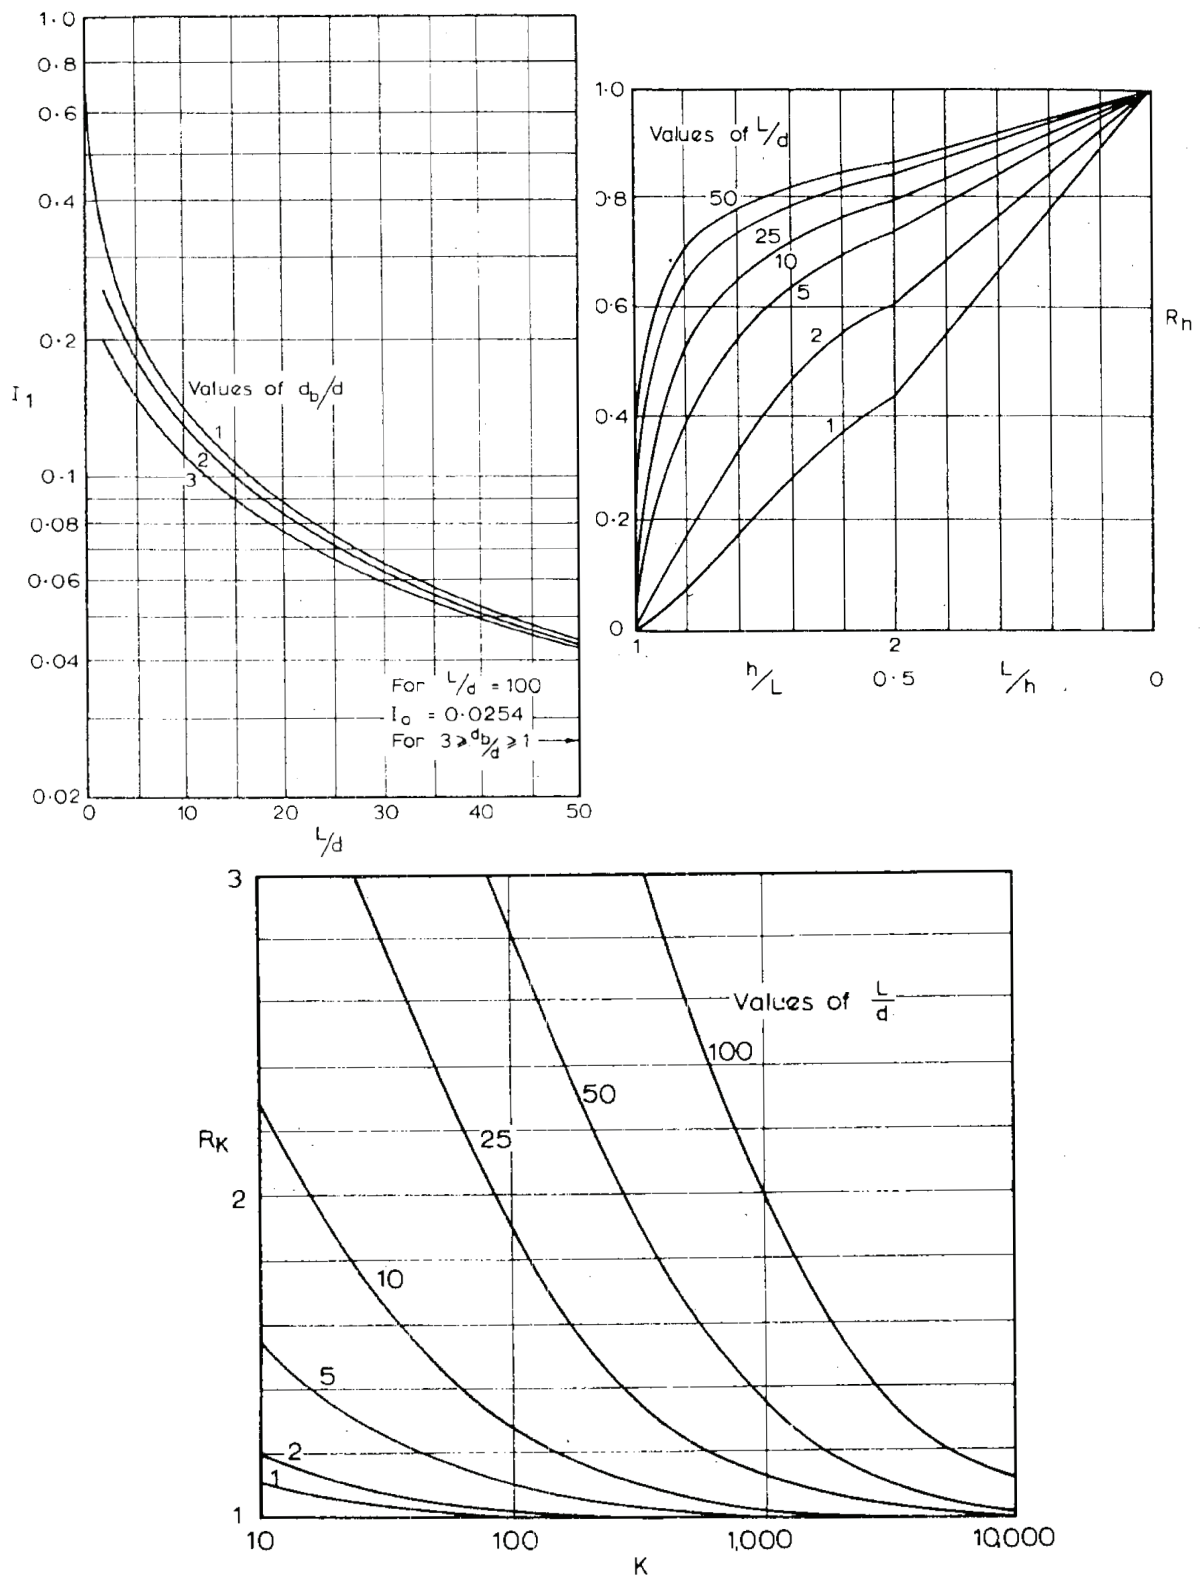 1.0
0.8
0.6
0.4
0.2
I1
0.1
0.08
0.06
0.04
0.02
Values of db/d
1
2
3
For L/d = 100
Io = 0.0254
For 3 ⩾ db/d ⩾ 1
0 10 20 30 40 50
L/d
1.0
0.8
0.6
0.4
0.2
0
Values of L/d
50
25
10
5
2
1
Rh
1 2
h/L 0.5 L/h 0
3
2
1
RK
Values of L/d
100
50
25
10
5
2
1
10 100 1,000 10,000
K